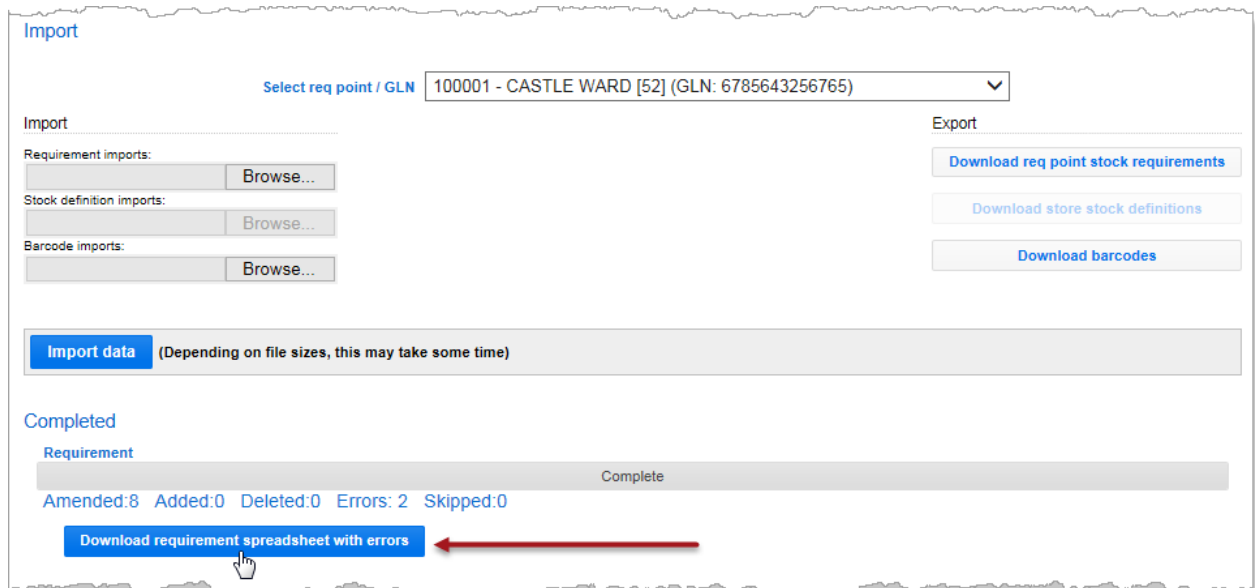 Import
Select req point / GLN 100001 - CASTLE WARD [52] (GLN: 6785643256765)
Import
Export
Requirement imports:
Browse...
Download req point stock requirements
Stock definition imports:
Browse...
Download store stock definitions
Barcode imports:
Browse...
Download barcodes
Import data (Depending on file sizes, this may take some time)
Completed
Requirement
Complete
Amended:8 Added:0 Deleted:0 Errors: 2 Skipped:0
Download requirement spreadsheet with errors